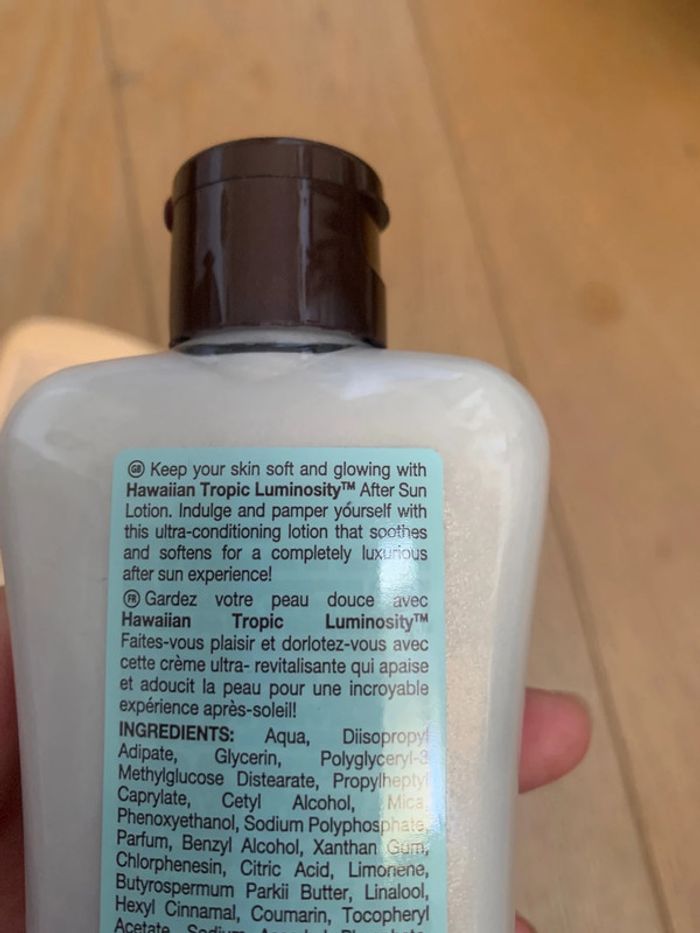 GB Keep your skin soft and glowing with
Hawaiian Tropic Luminosity™ After Sun
Lotion. Indulge and pamper yourself with
this ultra-conditioning lotion that soothes
and softens for a completely luxurious
after sun experience!
FR Gardez votre peau douce avec
Hawaiian Tropic Luminosity™
Faites-vous plaisir et dorlotez-vous avec
cette crème ultra- revitalisante qui apaise
et adoucit la peau pour une incroyable
expérience après-soleil!
INGREDIENTS: Aqua, Diisopropyl
Adipate, Glycerin, Polyglyceryl-3
Methylglucose Distearate, Propylheptyl
Caprylate, Cetyl Alcohol, Mica,
Phenoxyethanol, Sodium Polyphosphate,
Parfum, Benzyl Alcohol, Xanthan Gum,
Chlorphenesin, Citric Acid, Limonene,
Butyrospermum Parkii Butter, Linalool,
Hexyl Cinnamal, Coumarin, Tocopheryl
Acetate, Sodium